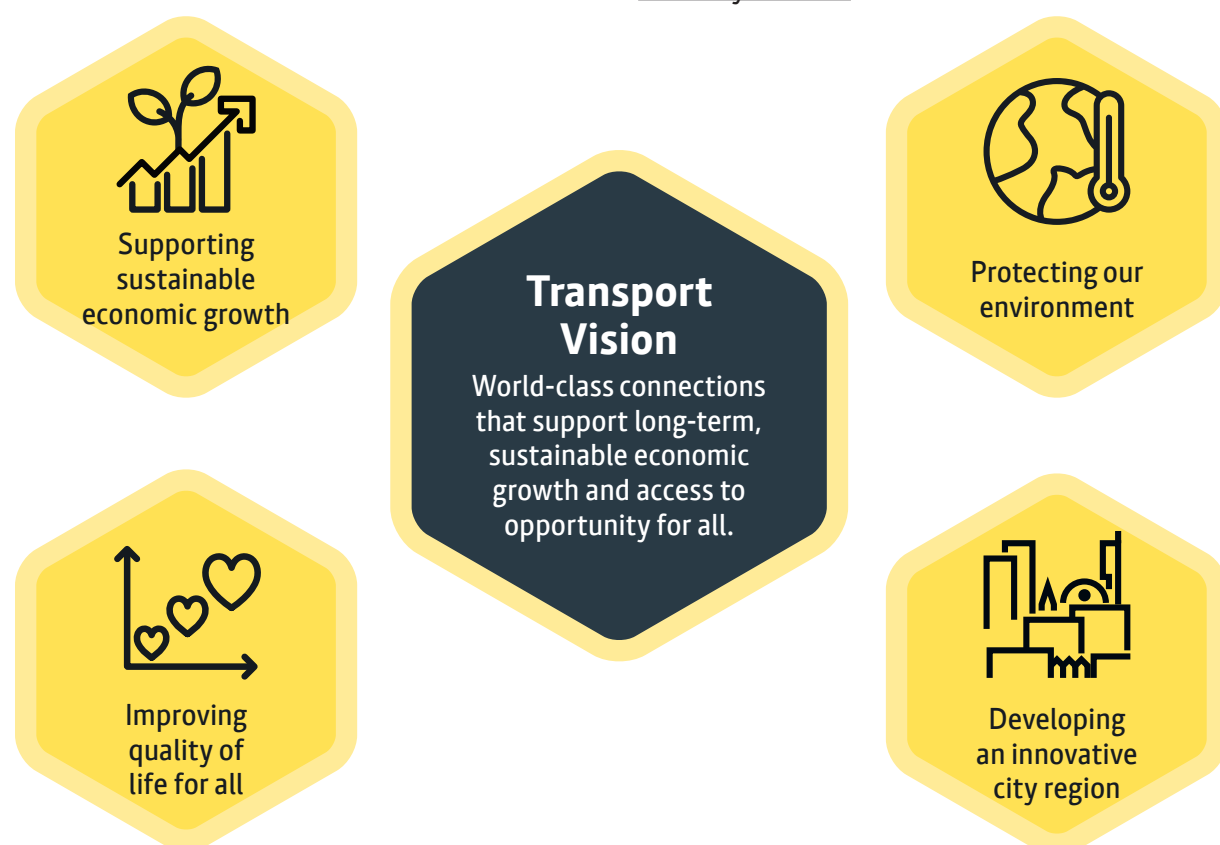 Supporting
sustainable
economic growth
Protecting our
environment
Transport
Vision
World-class connections
that support long-term,
sustainable economic
growth and access to
opportunity for all.
Improving
quality of
life for all
Developing
an innovative
city region